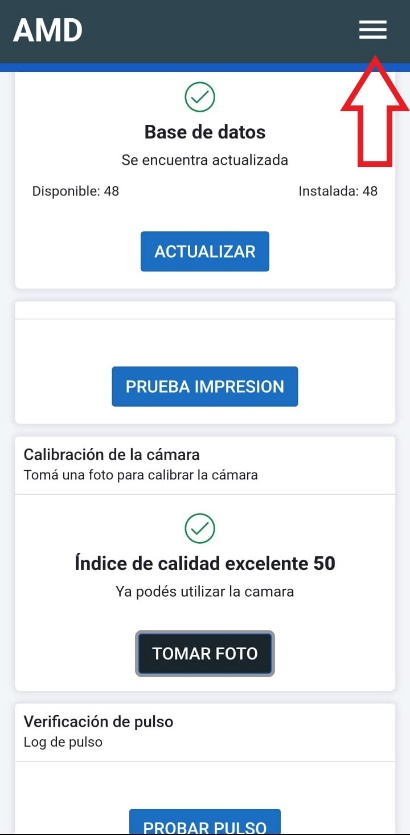 AMD
Base de datos
Se encuentra actualizada
Disponible: 48 Instalada: 48
ACTUALIZAR
PRUEBA IMPRESION
Calibración de la cámara
Tomá una foto para calibrar la cámara
Índice de calidad excelente 50
Ya podés utilizar la camara
TOMAR FOTO
Verificación de pulso
Log de pulso
PROBAR PULSO